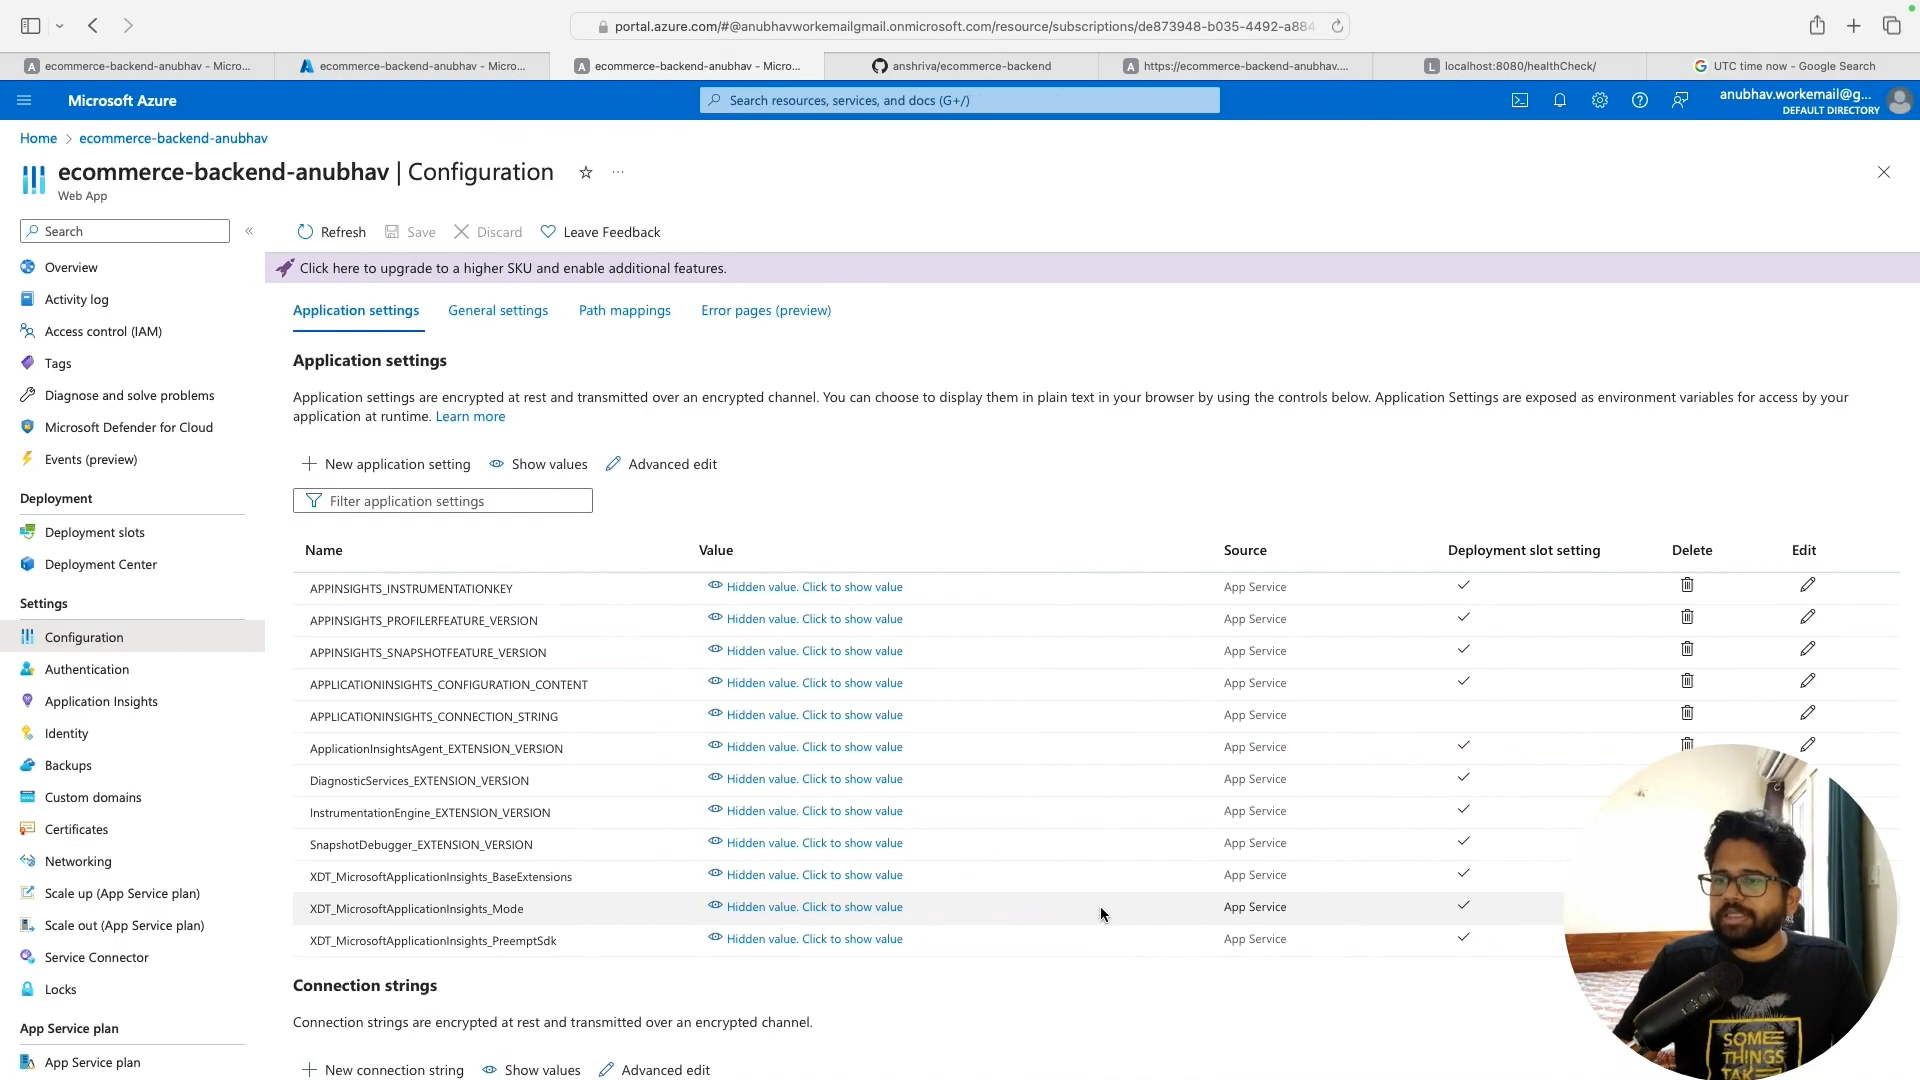 portal.azure.com/#@anubhavworkemailgmail.onmicrosoft.com/resource/subscriptions/de873948-b035-4492-a884
ecommerce-backend-anubhav - Micro...
ecommerce-backend-anubhav - Micro...
ecommerce-backend-anubhav - Micro...
anshriva/ecommerce-backend
https://ecommerce-backend-anubhav....
localhost:8080/healthCheck/
UTC time now - Google Search
Microsoft Azure
Search resources, services, and docs (G+/)
anubhav.workemail@g...
DEFAULT DIRECTORY
Home > ecommerce-backend-anubhav
ecommerce-backend-anubhav | Configuration
Web App
Search
Refresh Save Discard Leave Feedback
Click here to upgrade to a higher SKU and enable additional features.
Overview
Activity log
Access control (IAM)
Tags
Diagnose and solve problems
Microsoft Defender for Cloud
Events (preview)
Deployment
Deployment slots
Deployment Center
Settings
Configuration
Authentication
Application Insights
Identity
Backups
Custom domains
Certificates
Networking
Scale up (App Service plan)
Scale out (App Service plan)
Service Connector
Locks
App Service plan
App Service plan
Application settings General settings Path mappings Error pages (preview)
Application settings
Application settings are encrypted at rest and transmitted over an encrypted channel. You can choose to display them in plain text in your browser by using the controls below. Application Settings are exposed as environment variables for access by your
application at runtime. Learn more
New application setting Show values Advanced edit
Filter application settings
Name Value Source Deployment slot setting Delete Edit
APPINSIGHTS_INSTRUMENTATIONKEY Hidden value. Click to show value App Service
APPINSIGHTS_PROFILERFEATURE_VERSION Hidden value. Click to show value App Service
APPINSIGHTS_SNAPSHOTFEATURE_VERSION Hidden value. Click to show value App Service
APPLICATIONINSIGHTS_CONFIGURATION_CONTENT Hidden value. Click to show value App Service
APPLICATIONINSIGHTS_CONNECTION_STRING Hidden value. Click to show value App Service
ApplicationInsightsAgent_EXTENSION_VERSION Hidden value. Click to show value App Service
DiagnosticServices_EXTENSION_VERSION Hidden value. Click to show value App Service
InstrumentationEngine_EXTENSION_VERSION Hidden value. Click to show value App Service
SnapshotDebugger_EXTENSION_VERSION Hidden value. Click to show value App Service
XDT_MicrosoftApplicationInsights_BaseExtensions Hidden value. Click to show value App Service
XDT_MicrosoftApplicationInsights_Mode Hidden value. Click to show value App Service
XDT_MicrosoftApplicationInsights_PreemptSdk Hidden value. Click to show value App Service
Connection strings
Connection strings are encrypted at rest and transmitted over an encrypted channel.
New connection string Show values Advanced edit
SOME
THINGS
TAK